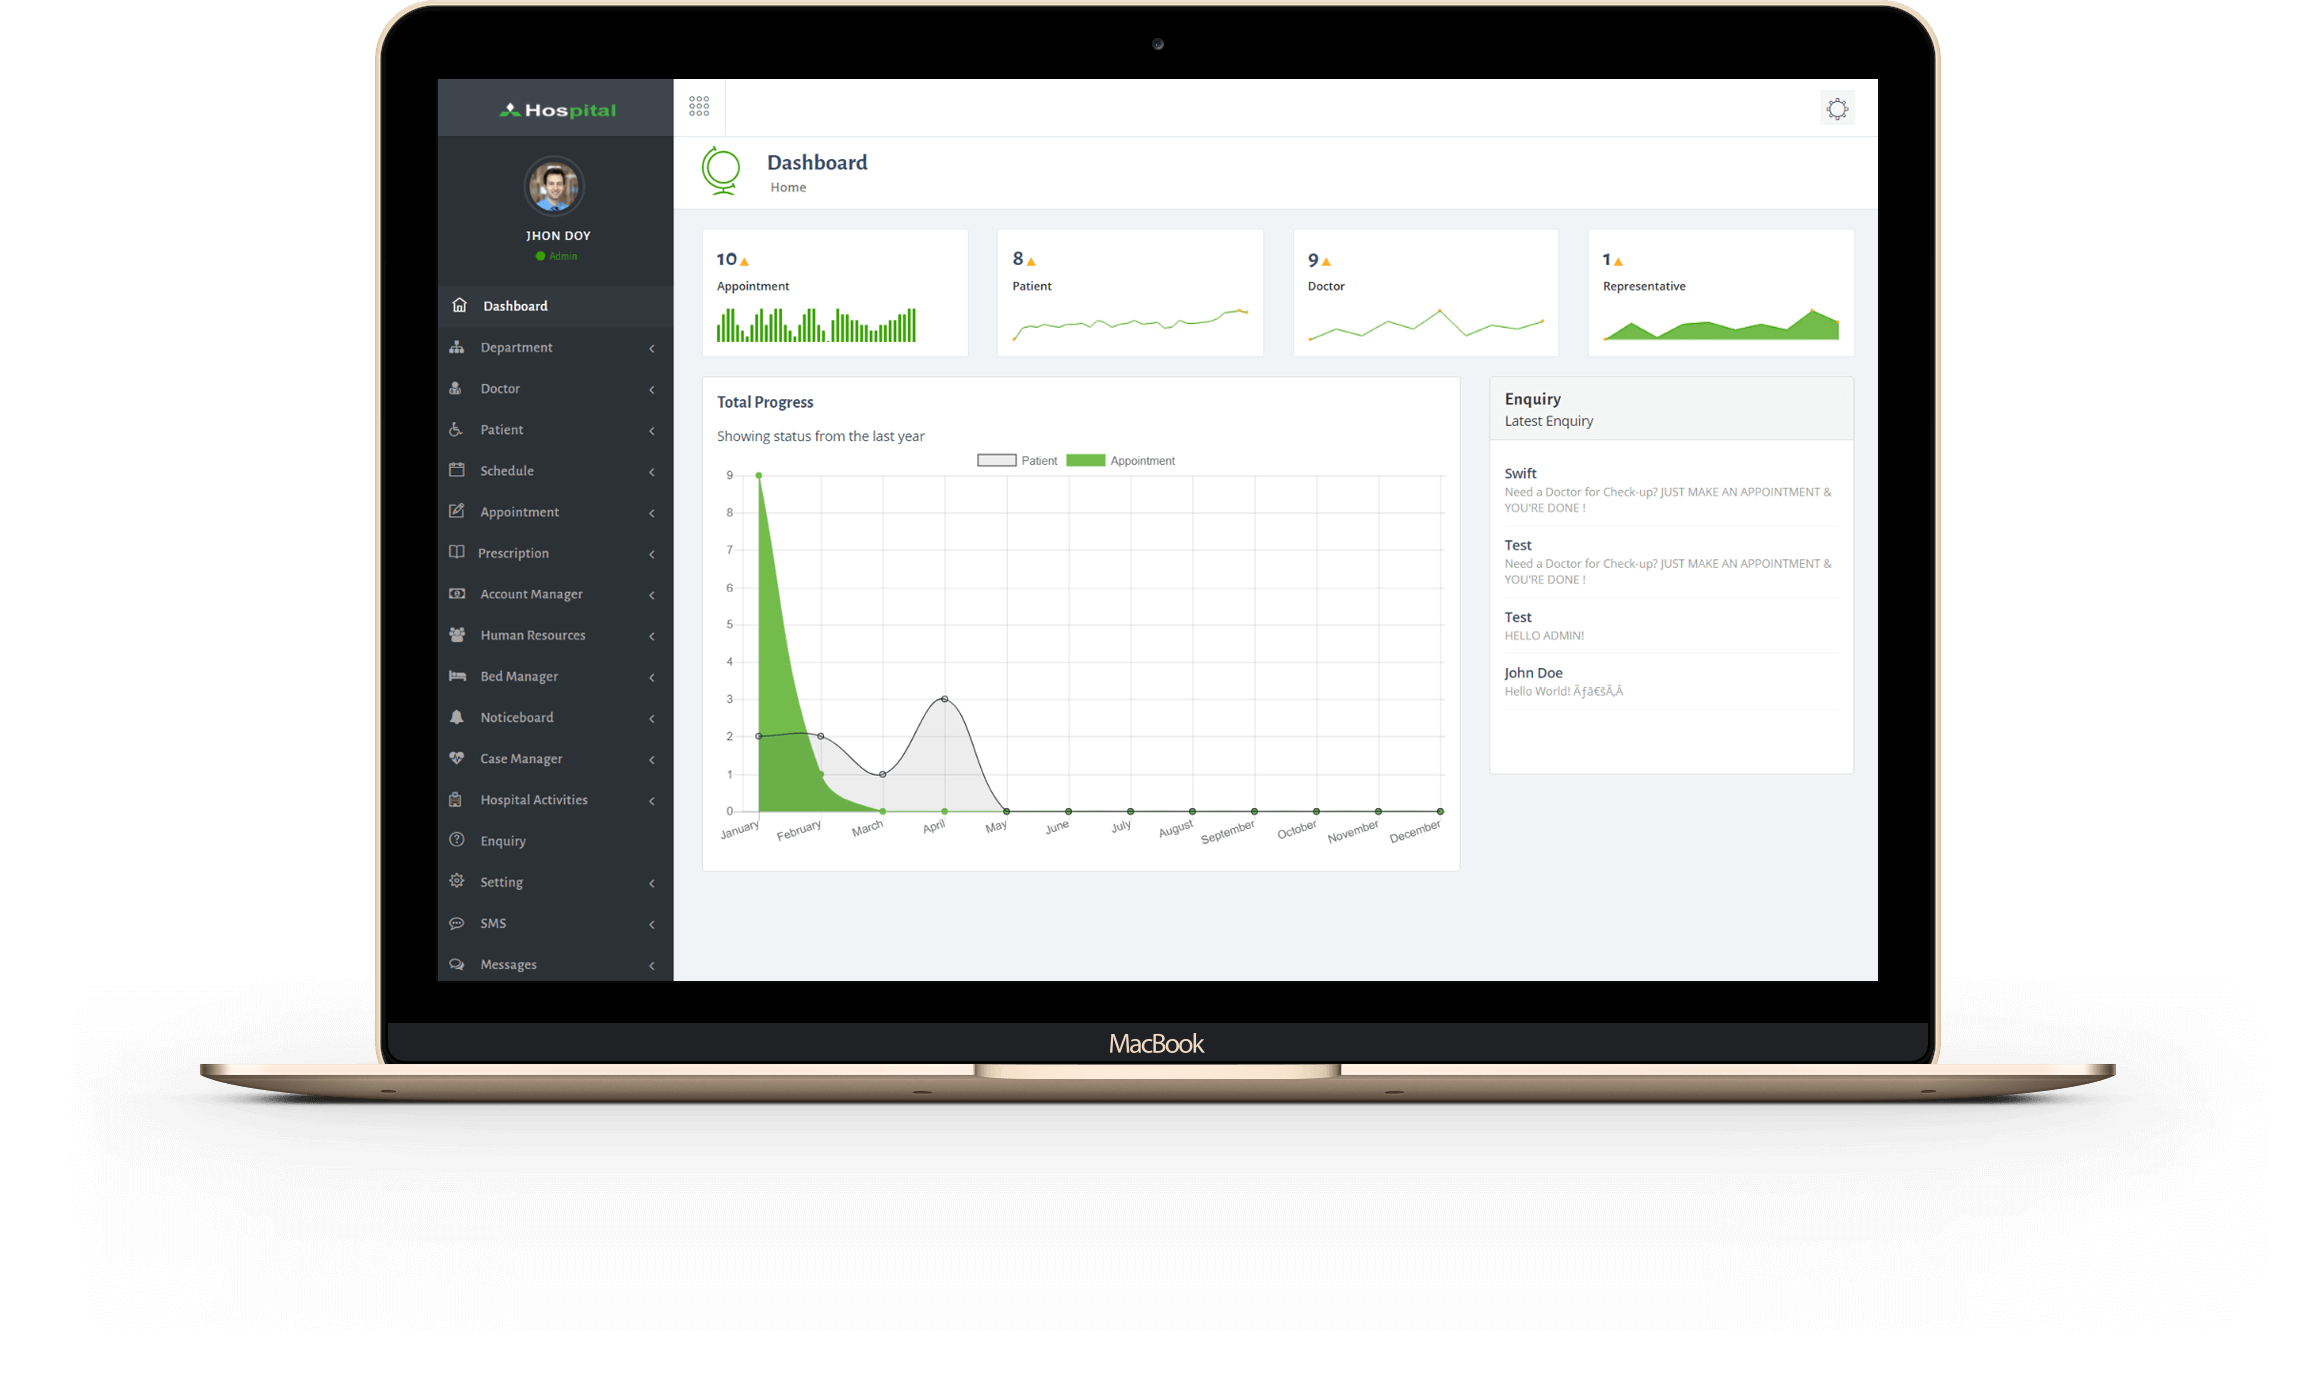 Hospital
JHON DOY
Admin
Dashboard
Department
Doctor
Patient
Schedule
Appointment
Prescription
Account Manager
Human Resources
Bed Manager
Noticeboard
Case Manager
Hospital Activities
Enquiry
Setting
SMS
Messages
Dashboard
Home
10
Appointment
8
Patient
9
Doctor
1
Representative
Total Progress
Showing status from the last year
Patient Appointment
9
8
7
6
5
4
3
2
1
0
January February March April May June July August September October November December
Enquiry
Latest Enquiry
Swift
Need a Doctor for Check-up? JUST MAKE AN APPOINTMENT &
YOU'RE DONE !
Test
Need a Doctor for Check-up? JUST MAKE AN APPOINTMENT &
YOU'RE DONE !
Test
HELLO ADMIN!
John Doe
Hello World! Ãƒâ€šÃ‚Â
MacBook